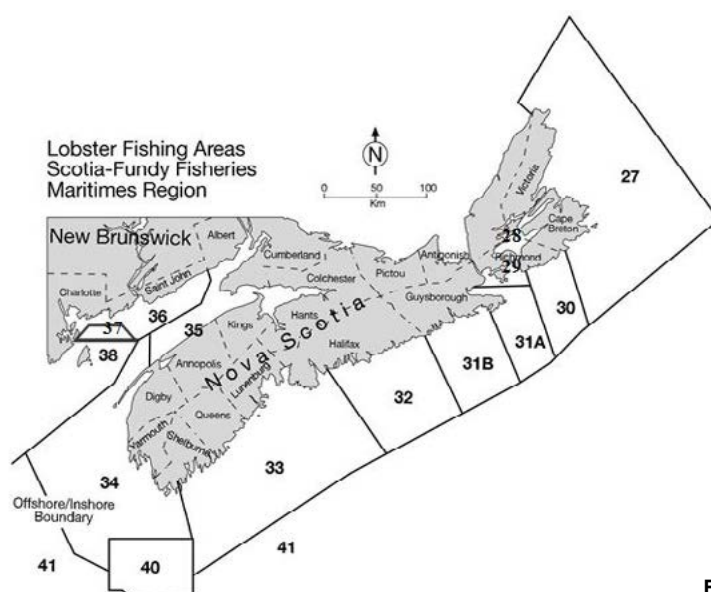 Lobster Fishing Areas
Scotia-Fundy Fisheries
Maritimes Region
N
0 50 100
Km
27
Victoria
Cape
Breton
28
Richmond
29
New Brunswick
Albert
Cumberland
Antigonish
Pictou
Colchester
Guysborough
Charlotte
Saint John
36
37
38
35
Kings
Hants
Halifax
Nova Scotia
Annopolis
Lunenburg
Digby
Queens
Yarmouth
Shelburne
30
31A
31B
32
33
34
Offshore/Inshore
Boundary
41
40
41